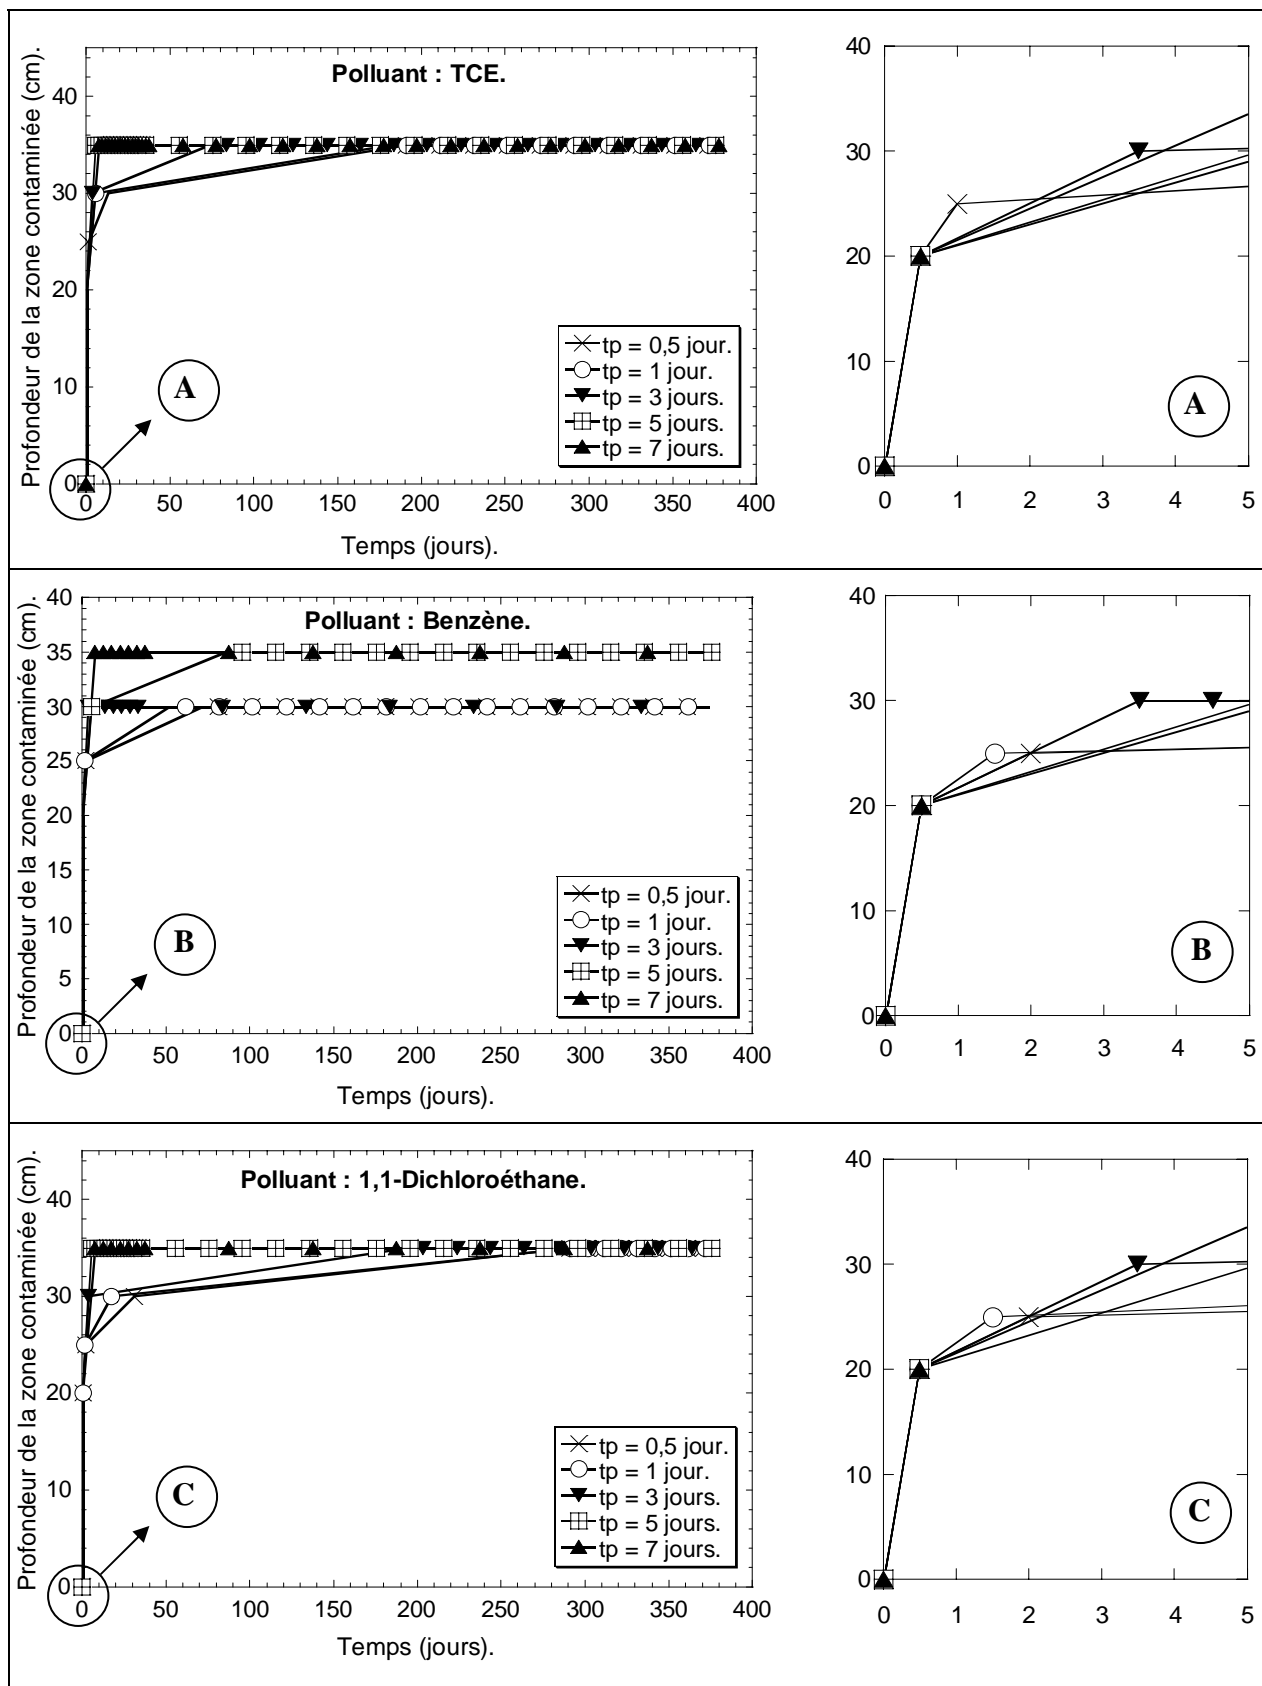 Profondeur de la zone contaminée (cm).
Polluant : TCE.
40
30
20
10
0
0 50 100 150 200 250 300 350 400
Temps (jours).
tp = 0,5 jour.
tp = 1 jour.
tp = 3 jours.
tp = 5 jours.
tp = 7 jours.
A
40
30
20
10
0
0 1 2 3 4 5
A
Profondeur de la zone contaminée (cm).
Polluant : Benzène.
40
35
30
25
20
15
10
5
0
0 50 100 150 200 250 300 350 400
Temps (jours).
tp = 0,5 jour.
tp = 1 jour.
tp = 3 jours.
tp = 5 jours.
tp = 7 jours.
B
40
30
20
10
0
0 1 2 3 4 5
B
Profondeur de la zone contaminée (cm).
Polluant : 1,1-Dichloroéthane.
40
30
20
10
0
0 50 100 150 200 250 300 350 400
Temps (jours).
tp = 0,5 jour.
tp = 1 jour.
tp = 3 jours.
tp = 5 jours.
tp = 7 jours.
C
40
30
20
10
0
0 1 2 3 4 5
C